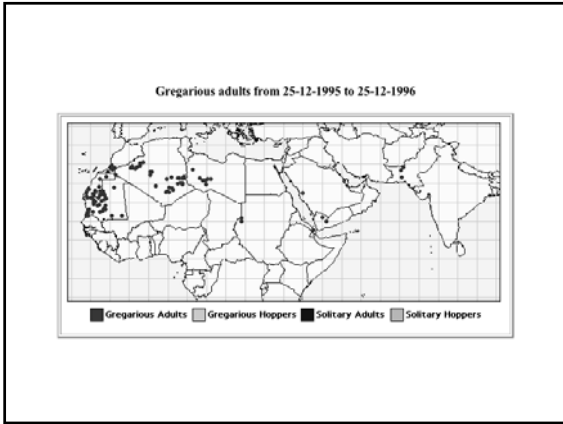 Gregarious adults from 25-12-1995 to 25-12-1996
Gregarious Adults Gregarious Hoppers Solitary Adults Solitary Hoppers